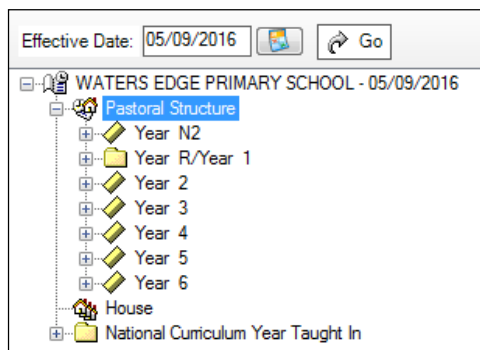 Effective Date: 05/09/2016 Go
WATERS EDGE PRIMARY SCHOOL - 05/09/2016
Pastoral Structure
Year N2
Year R/Year 1
Year 2
Year 3
Year 4
Year 5
Year 6
House
National Curriculum Year Taught In